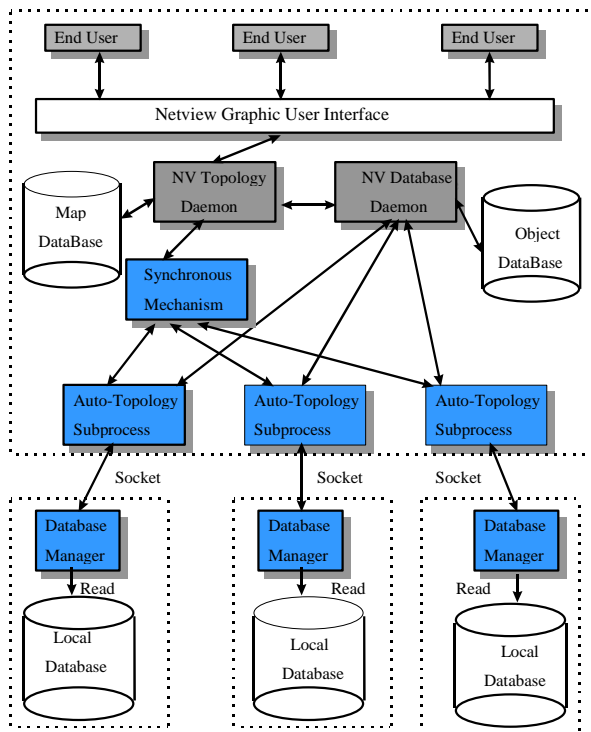 End User
End User
End User
Netview Graphic User Interface
NV Topology
Daemon
NV Database
Daemon
Map
DataBase
Object
DataBase
Synchronous
Mechanism
Auto-Topology
Subprocess
Auto-Topology
Subprocess
Auto-Topology
Subprocess
Socket
Socket
Socket
Database
Manager
Database
Manager
Database
Manager
Read
Read
Read
Local
Database
Local
Database
Local
Database